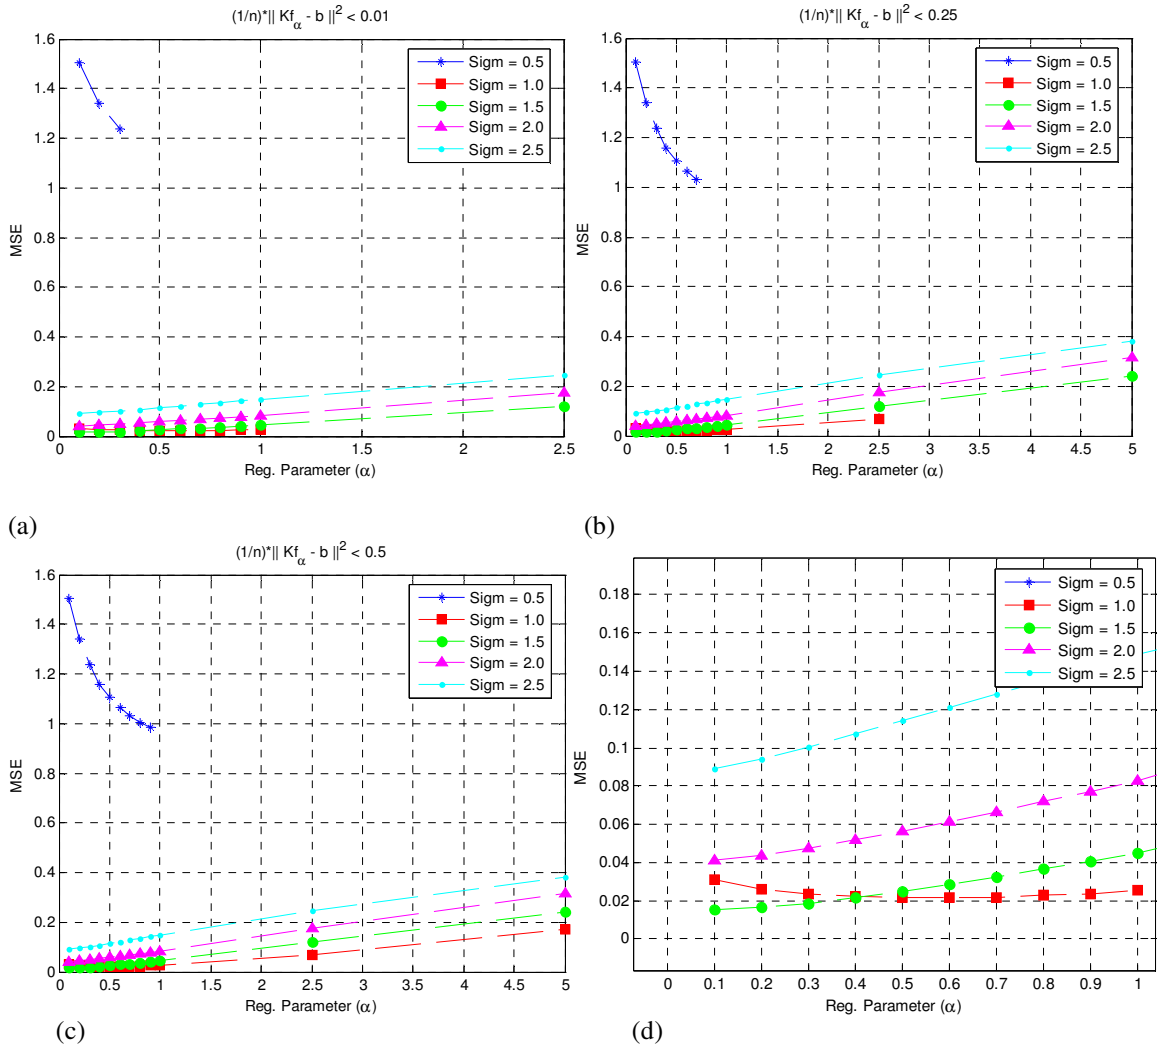 (1/n)*|| Kfα - b ||² < 0.01
1.6
1.4
1.2
1
0.8
0.6
0.4
0.2
0
MSE
Sigm = 0.5
Sigm = 1.0
Sigm = 1.5
Sigm = 2.0
Sigm = 2.5
0 0.5 1 1.5 2 2.5
Reg. Parameter (α)
(a)
(1/n)*|| Kfα - b ||² < 0.25
1.6
1.4
1.2
1
0.8
0.6
0.4
0.2
0
MSE
Sigm = 0.5
Sigm = 1.0
Sigm = 1.5
Sigm = 2.0
Sigm = 2.5
0 0.5 1 1.5 2 2.5 3 3.5 4 4.5 5
Reg. Parameter (α)
(b)
(1/n)*|| Kfα - b ||² < 0.5
1.6
1.4
1.2
1
0.8
0.6
0.4
0.2
0
MSE
Sigm = 0.5
Sigm = 1.0
Sigm = 1.5
Sigm = 2.0
Sigm = 2.5
0 0.5 1 1.5 2 2.5 3 3.5 4 4.5 5
Reg. Parameter (α)
(c)
0.18
0.16
0.14
0.12
0.1
0.08
0.06
0.04
0.02
0
MSE
Sigm = 0.5
Sigm = 1.0
Sigm = 1.5
Sigm = 2.0
Sigm = 2.5
0 0.1 0.2 0.3 0.4 0.5 0.6 0.7 0.8 0.9 1
Reg. Parameter (α)
(d)